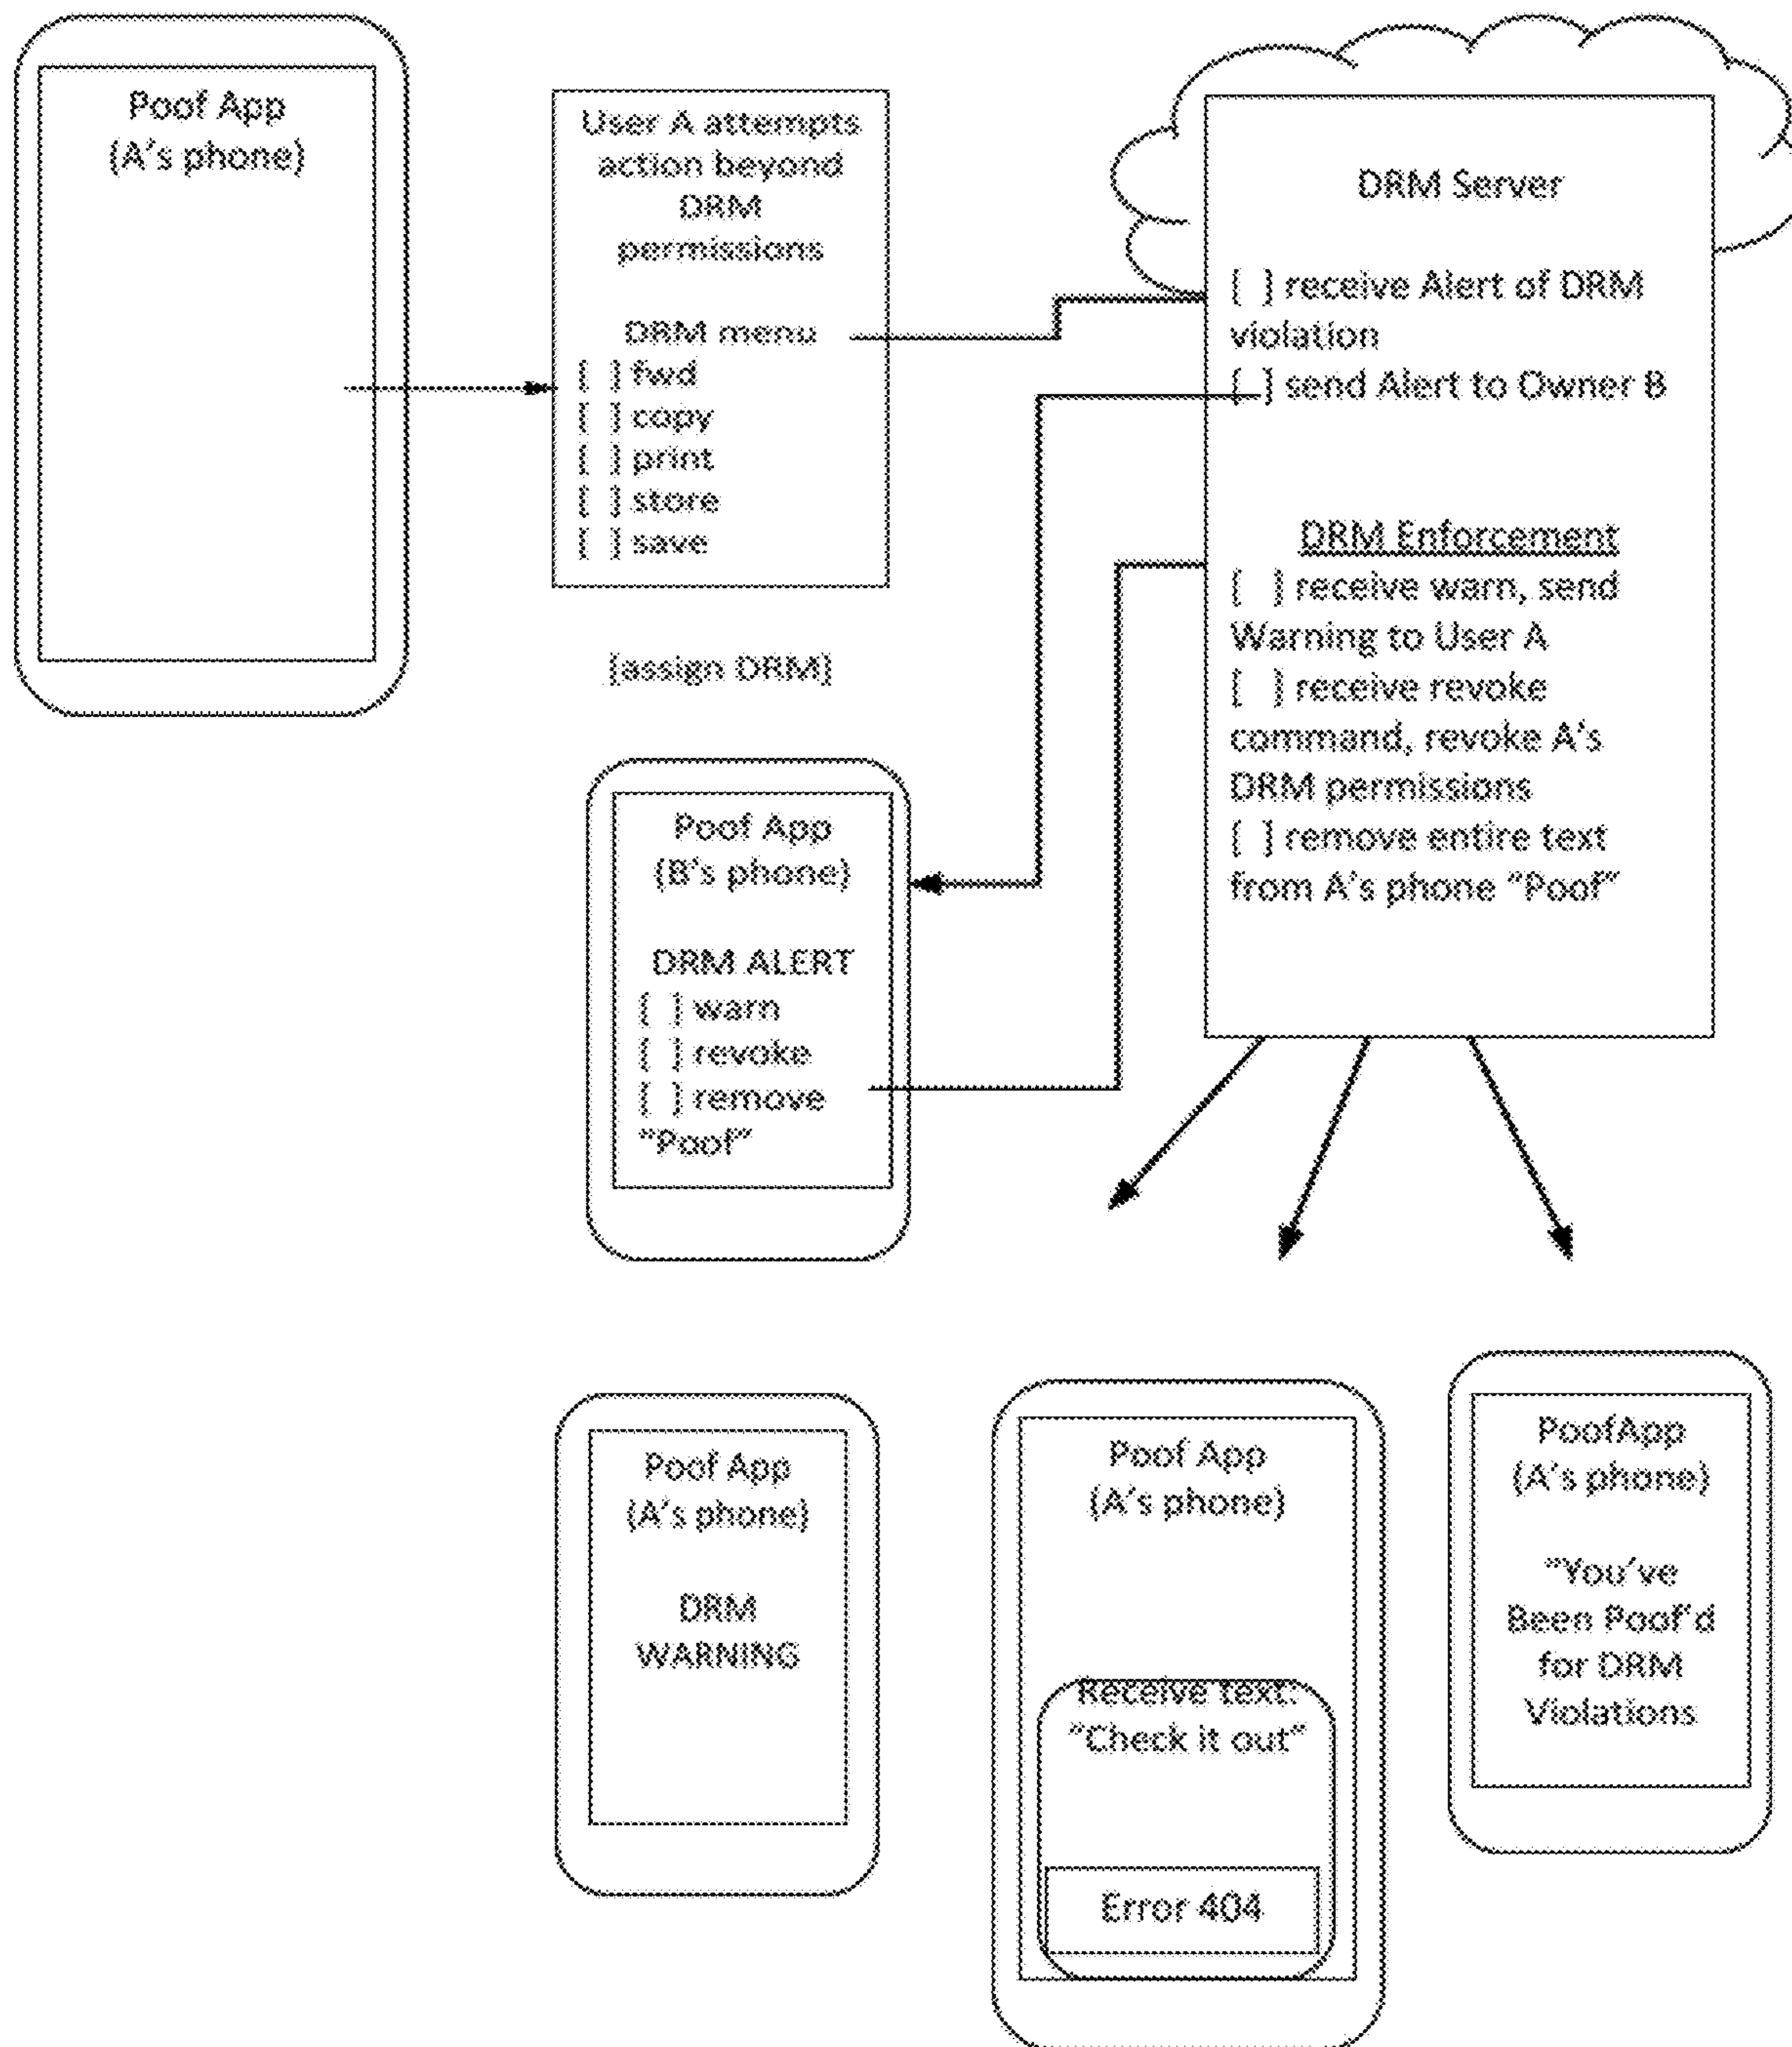 Poof App
(A's phone)
User A attempts
action beyond
DRM
permissions
DRM menu
[ ] fwd
[ ] copy
[ ] print
[ ] store
[ ] save
[assign DRM]
DRM Server
[ ] receive Alert of DRM
violation
[ ] send Alert to Owner B
DRM Enforcement
[ ] receive warn, send
Warning to User A
[ ] receive revoke
command, revoke A's
DRM permissions
[ ] remove entire text
from A's phone "Poof"
Poof App
(B's phone)
DRM ALERT
[ ] warn
[ ] revoke
[ ] remove
"Poof"
Poof App
(A's phone)
DRM
WARNING
Poof App
(A's phone)
Receive text:
"Check it out"
Error 404
PoofApp
(A's phone)
"You've
Been Poof'd
for DRM
Violations